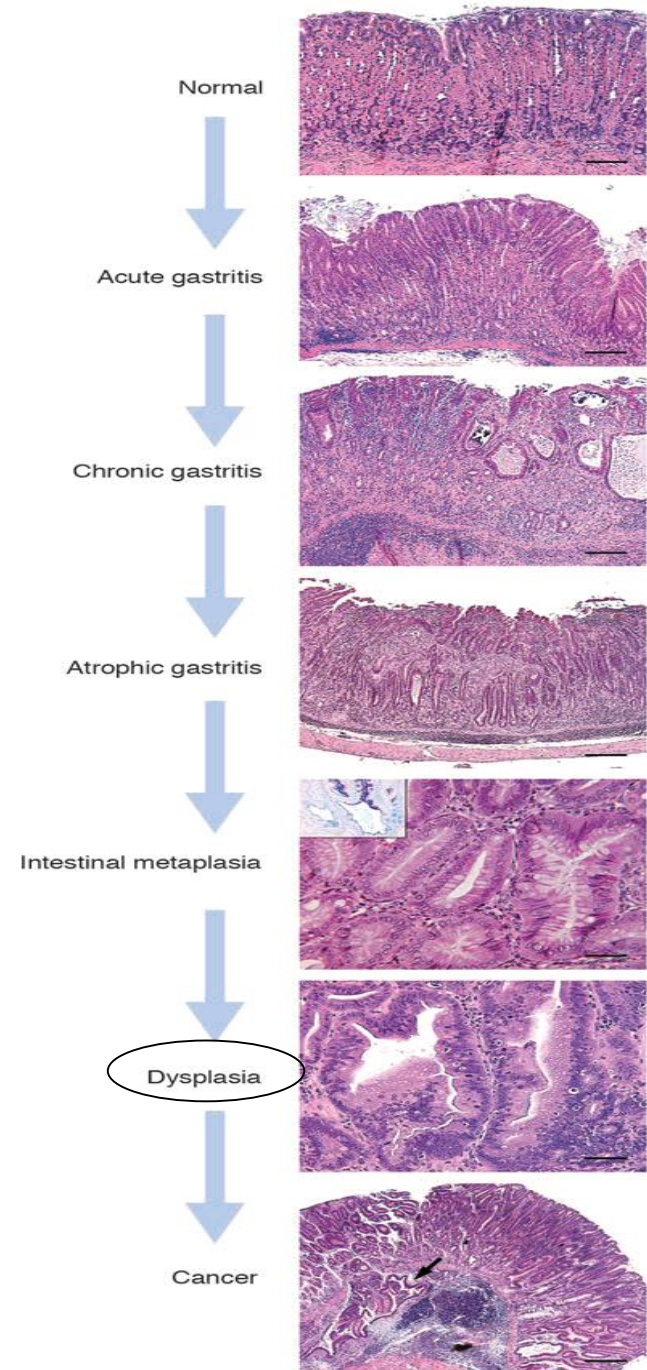 Normal
Acute gastritis
Chronic gastritis
Atrophic gastritis
Intestinal metaplasia
Dysplasia
Cancer